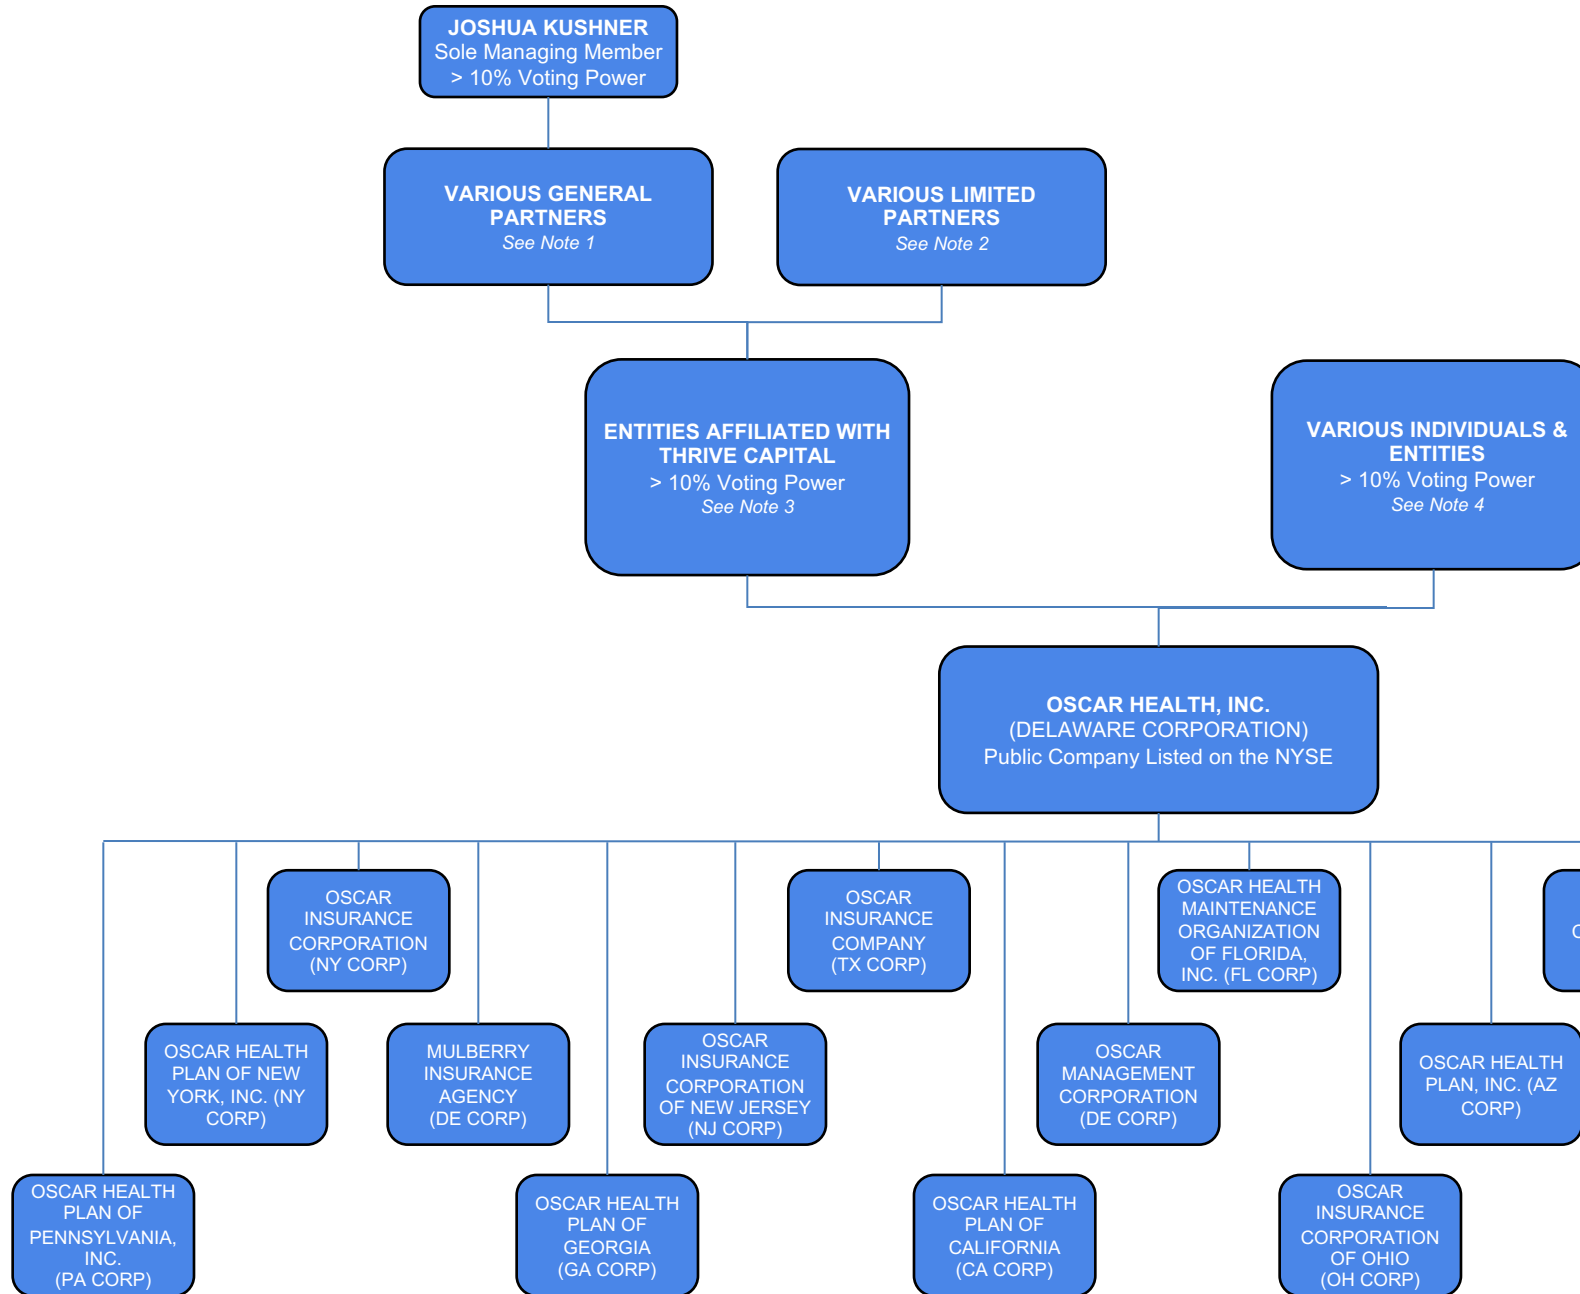 JOSHUA KUSHNER
Sole Managing Member
> 10% Voting Power
VARIOUS GENERAL
PARTNERS
See Note 1
VARIOUS LIMITED
PARTNERS
See Note 2
ENTITIES AFFILIATED WITH
THRIVE CAPITAL
> 10% Voting Power
See Note 3
VARIOUS INDIVIDUALS &
ENTITIES
> 10% Voting Power
See Note 4
OSCAR HEALTH, INC.
(DELAWARE CORPORATION)
Public Company Listed on the NYSE
OSCAR
INSURANCE
CORPORATION
(NY CORP)
OSCAR
INSURANCE
COMPANY
(TX CORP)
OSCAR HEALTH
MAINTENANCE
ORGANIZATION
OF FLORIDA,
INC. (FL CORP)
OSCAR HEALTH
PLAN OF NEW
YORK, INC. (NY
CORP)
MULBERRY
INSURANCE
AGENCY
(DE CORP)
OSCAR
INSURANCE
CORPORATION
OF NEW JERSEY
(NJ CORP)
OSCAR
MANAGEMENT
CORPORATION
(DE CORP)
OSCAR HEALTH
PLAN, INC. (AZ
CORP)
OSCAR HEALTH
PLAN OF
PENNSYLVANIA,
INC.
(PA CORP)
OSCAR HEALTH
PLAN OF
GEORGIA
(GA CORP)
OSCAR HEALTH
PLAN OF
CALIFORNIA
(CA CORP)
OSCAR
INSURANCE
CORPORATION
OF OHIO
(OH CORP)